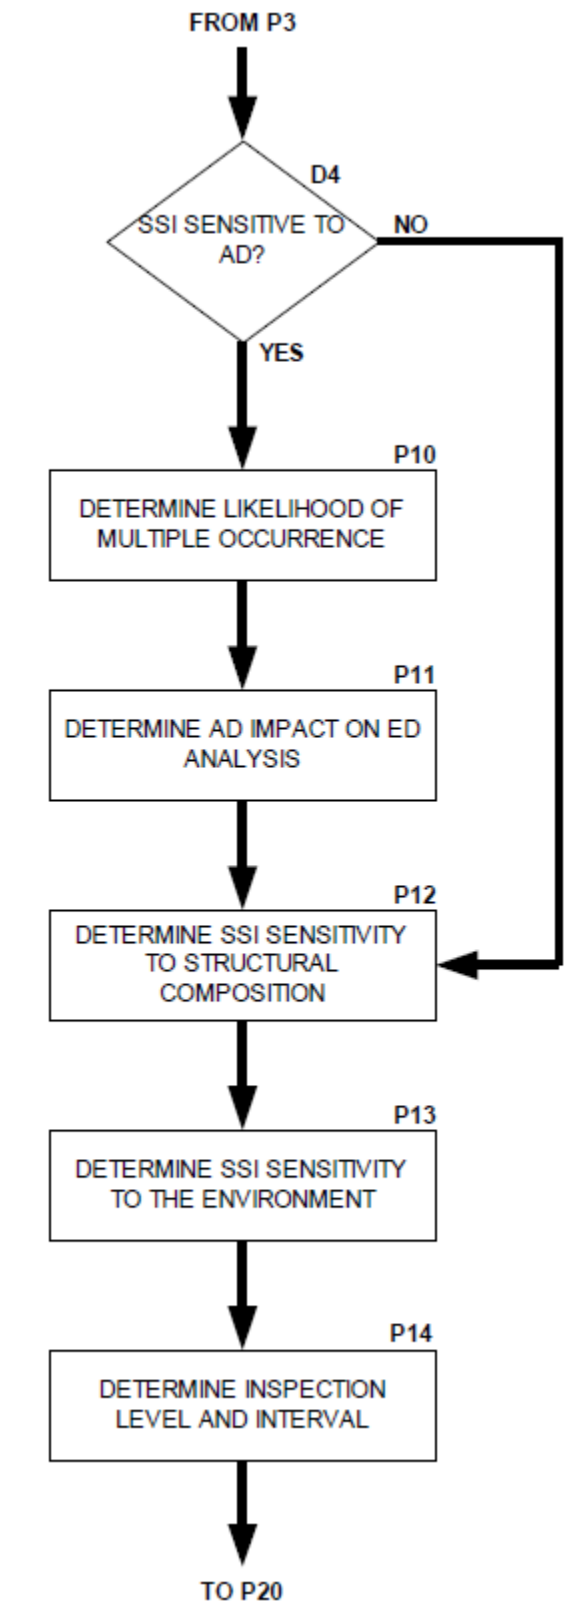 FROM P3
D4
SSI SENSITIVE TO
AD?
NO
YES
P10
DETERMINE LIKELIHOOD OF
MULTIPLE OCCURRENCE
P11
DETERMINE AD IMPACT ON ED
ANALYSIS
P12
DETERMINE SSI SENSITIVITY
TO STRUCTURAL
COMPOSITION
P13
DETERMINE SSI SENSITIVITY
TO THE ENVIRONMENT
P14
DETERMINE INSPECTION
LEVEL AND INTERVAL
TO P20